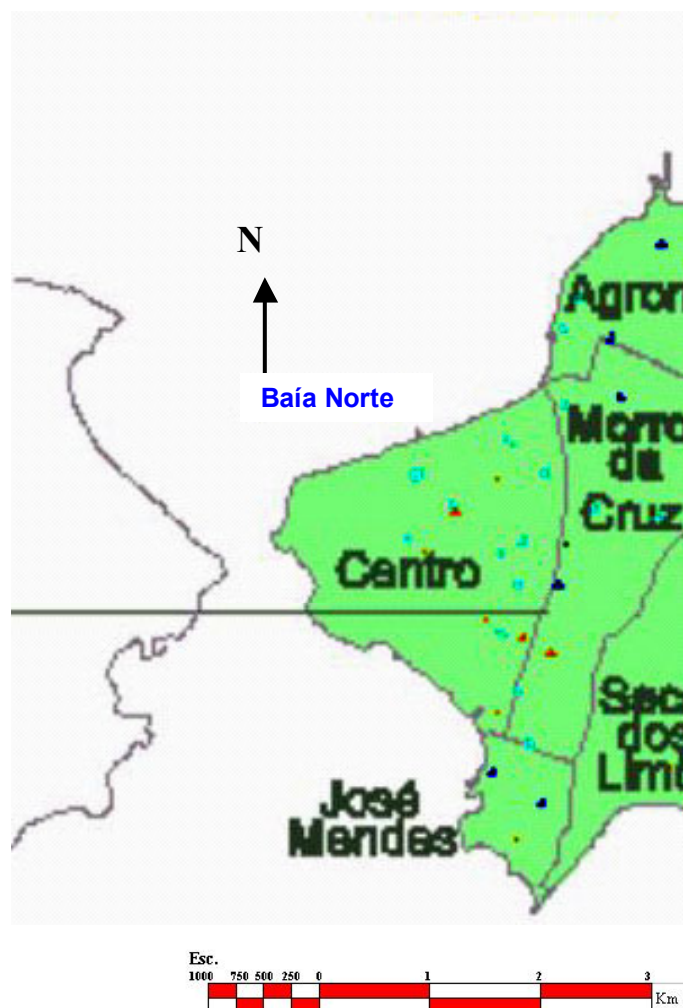 N
Agron
Baía Norte
Morro
da
Cruz
Centro
Sac
dos
Lim
José
Mendes
Esc.
1000 750 500 250 0 1 2 3
Km